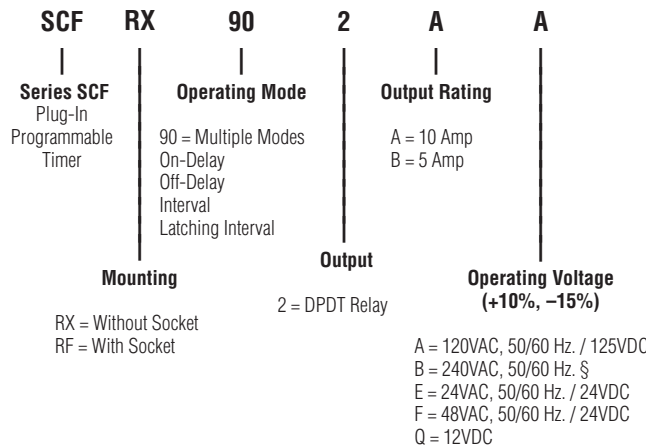 SCF RX 90 2 A A
Series SCF
Plug-In
Programmable
Timer
Operating Mode
90 = Multiple Modes
On-Delay
Off-Delay
Interval
Latching Interval
Output Rating
A = 10 Amp
B = 5 Amp
Mounting
RX = Without Socket
RF = With Socket
Output
2 = DPDT Relay
Operating Voltage
(+10%, –15%)
A = 120VAC, 50/60 Hz. / 125VDC
B = 240VAC, 50/60 Hz. §
E = 24VAC, 50/60 Hz. / 24VDC
F = 48VAC, 50/60 Hz. / 24VDC
Q = 12VDC